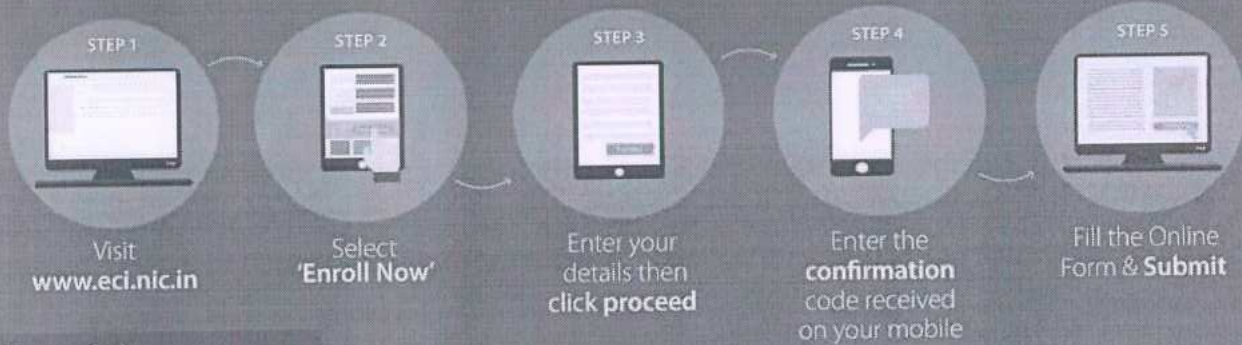 STEP 1
Visit
www.eci.nic.in
STEP 2
Select
'Enroll Now'
STEP 3
Enter your
details then
click proceed
STEP 4
Enter the
confirmation
code received
on your mobile
STEP 5
Fill the Online
Form & Submit